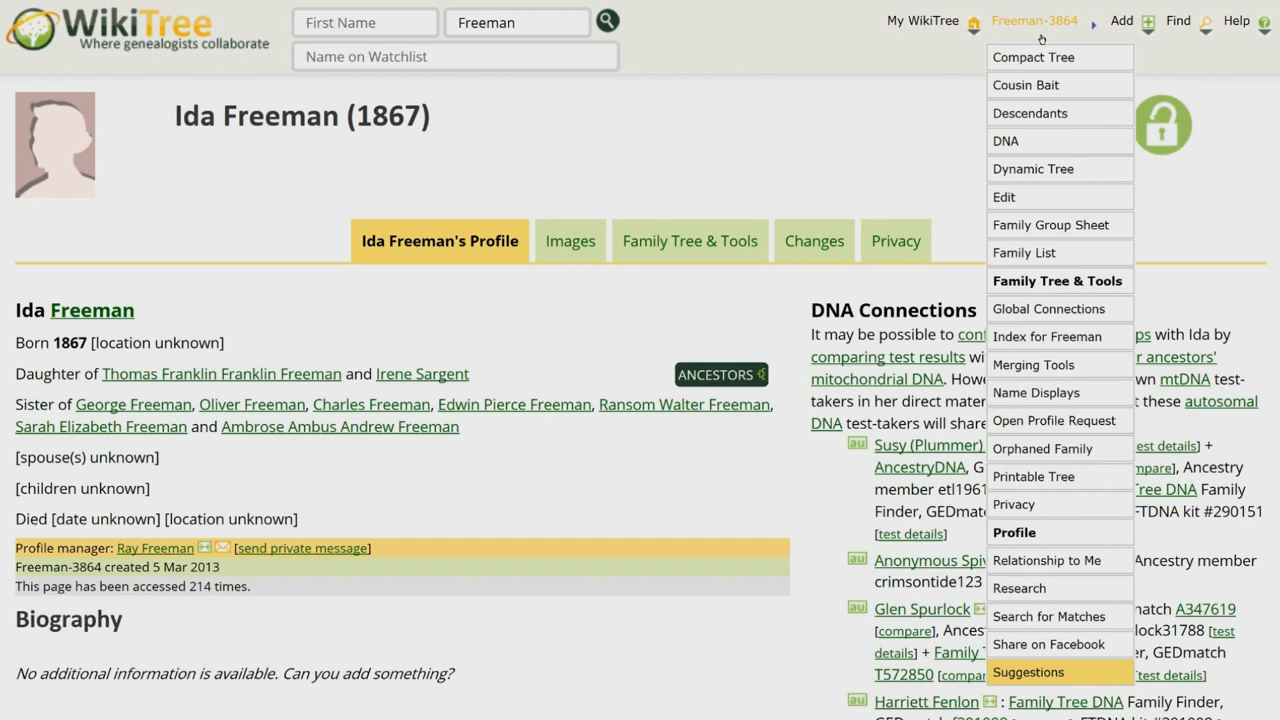 WikiTree
Where genealogists collaborate
First Name
Freeman
Name on Watchlist
My WikiTree
Freeman-3864
Add
Find
Help
Compact Tree
Cousin Bait
Descendants
DNA
Dynamic Tree
Edit
Family Group Sheet
Family List
Family Tree & Tools
Global Connections
Index for Freeman
Merging Tools
Name Displays
Open Profile Request
Orphaned Family
Printable Tree
Privacy
Profile
Relationship to Me
Research
Search for Matches
Share on Facebook
Suggestions
Ida Freeman (1867)
Ida Freeman's Profile
Images
Family Tree & Tools
Changes
Privacy
Ida Freeman
Born 1867 [location unknown]
Daughter of Thomas Franklin Franklin Freeman and Irene Sargent
ANCESTORS
Sister of George Freeman, Oliver Freeman, Charles Freeman, Edwin Pierce Freeman, Ransom Walter Freeman,
Sarah Elizabeth Freeman and Ambrose Ambus Andrew Freeman
[spouse(s) unknown]
[children unknown]
Died [date unknown] [location unknown]
Profile manager: Ray Freeman [send private message]
Freeman-3864 created 5 Mar 2013
This page has been accessed 214 times.
Biography
No additional information is available. Can you add something?
DNA Connections
It may be possible to with Ida by
comparing test results ancestors'
mitochondrial DNA. mtDNA test-
takers in her direct these autosomal
DNA test-takers will share
au Susy (Plummer) est details] +
AncestryDNA, mpare], Ancestry
member etl1961 Tree DNA Family
Finder, GEDmatch FTDNA kit #290151
[test details]
au Anonymous Ancestry member
crimsontide123
au Glen Spurlock match A347619
[compare], lock31788 [test
details] + Family GEDmatch
T572850 [test details]
au Harriett Fenlon : Family Tree DNA Family Finder,